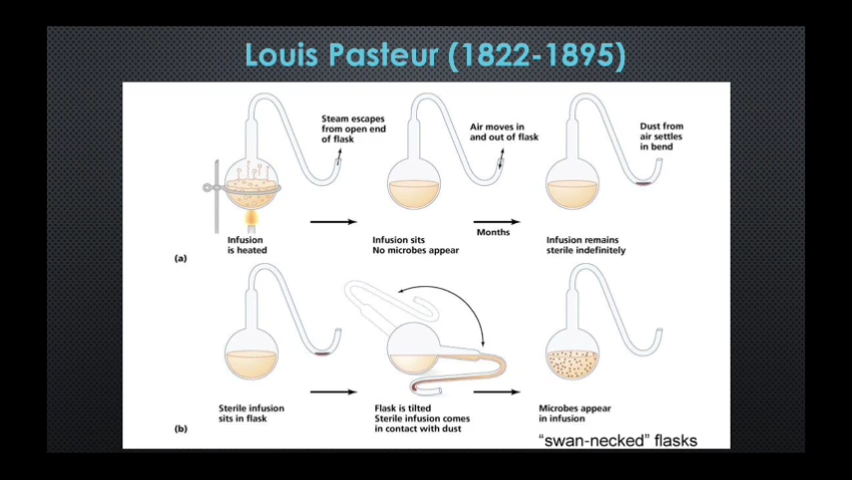 Louis Pasteur (1822-1895)
Steam escapes
from open end
of flask
Air moves in
and out of flask
Dust from
air settles
in bend
Infusion
is heated
Infusion sits
No microbes appear
Months
Infusion remains
sterile indefinitely
(a)
Sterile infusion
sits in flask
Flask is tilted
Sterile infusion comes
in contact with dust
Microbes appear
in infusion
(b)
“swan-necked” flasks